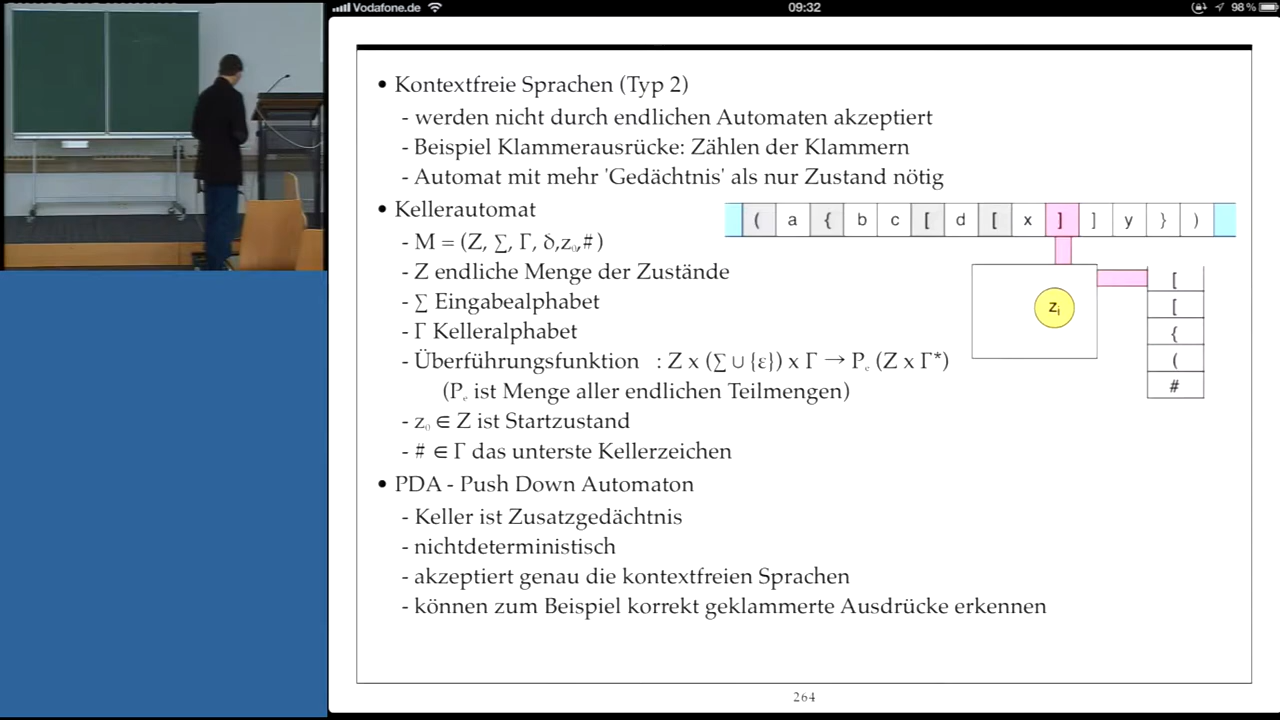 Vodafone.de 09:32 98 %
• Kontextfreie Sprachen (Typ 2)
- werden nicht durch endlichen Automaten akzeptiert
- Beispiel Klammerausrücke: Zählen der Klammern
- Automat mit mehr 'Gedächtnis' als nur Zustand nötig
• Kellerautomat
( a { b c [ d [ x ] ] y } )
- M = (Z, ∑, Γ, δ,z₀,#)
- Z endliche Menge der Zustände
- ∑ Eingabealphabet
- Γ Kelleralphabet
- Überführungsfunktion : Z x (∑ ∪ {ε}) x Γ → Pₑ (Z x Γ*)
(Pₑ ist Menge aller endlichen Teilmengen)
- z₀ ∈ Z ist Startzustand
- # ∈ Γ das unterste Kellerzeichen
zᵢ
[
[
{
(
#
• PDA - Push Down Automaton
- Keller ist Zusatzgedächtnis
- nichtdeterministisch
- akzeptiert genau die kontextfreien Sprachen
- können zum Beispiel korrekt geklammerte Ausdrücke erkennen
264